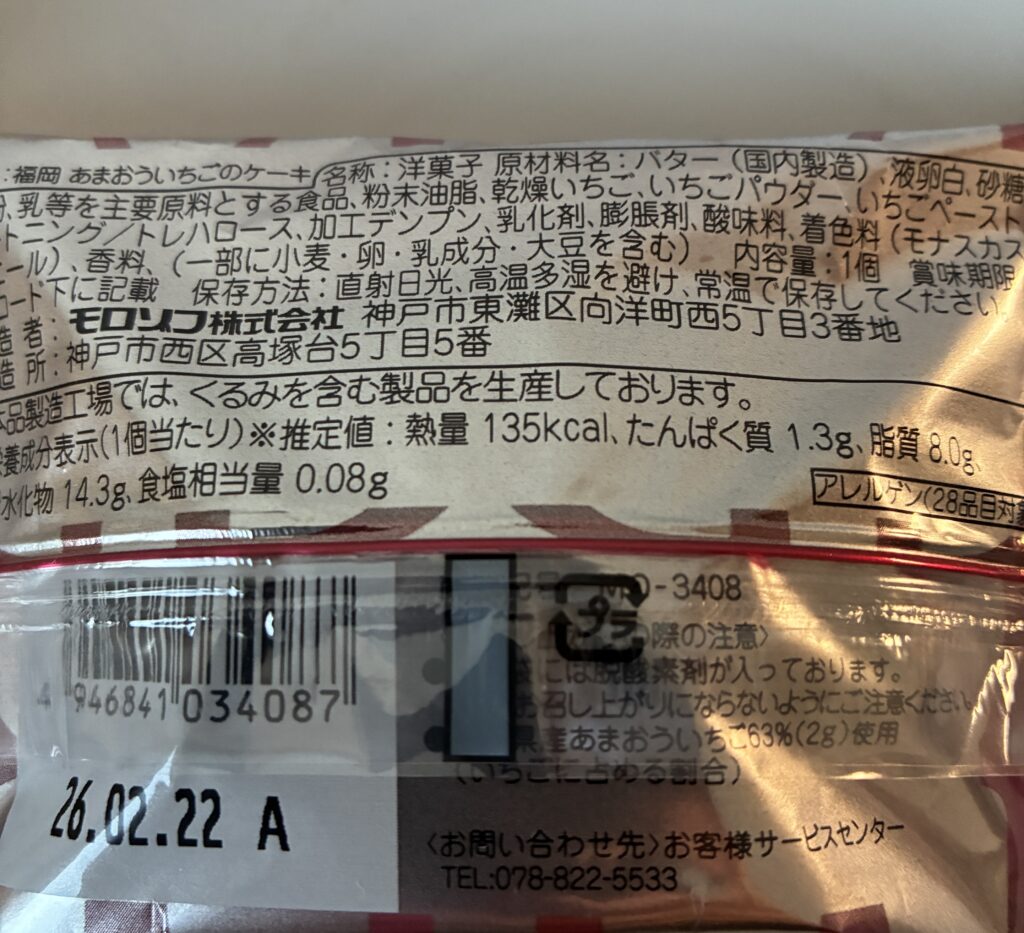 :福岡 あまおういちごのケーキ 名称:洋菓子 原材料名:バター(国内製造)、液卵白、砂糖
乳等を主要原料とする食品、粉末油脂、乾燥いちご、いちごパウダー、いちごペースト
トニング/トレハロース、加工デンプン、乳化剤、膨脹剤、酸味料、着色料(モナスカス
ール)、香料、(一部に小麦・卵・乳成分・大豆を含む) 内容量:1個 賞味期限
コード下に記載 保存方法:直射日光、高温多湿を避け、常温で保存してください。
造者:モロゾフ株式会社 神戸市東灘区向洋町西5丁目3番地
造所:神戸市西区高塚台5丁目5番
品製造工場では、くるみを含む製品を生産しております。
養成分表示(1個当たり)※推定値:熱量 135kcal、たんぱく質 1.3g、脂質 8.0g、
水化物 14.3g、食塩相当量 0.08g
アレルゲン(28品目対象
-3408
プラ
の際の注意〉
には脱酸素剤が入っております。
お召し上がりにならないようにご注意ください。
県産あまおういちご63%(2g)使用
(いちごに占める割合)
4 946841 034087
26.02.22 A
〈お問い合わせ先〉お客様サービスセンター
TEL:078-822-5533